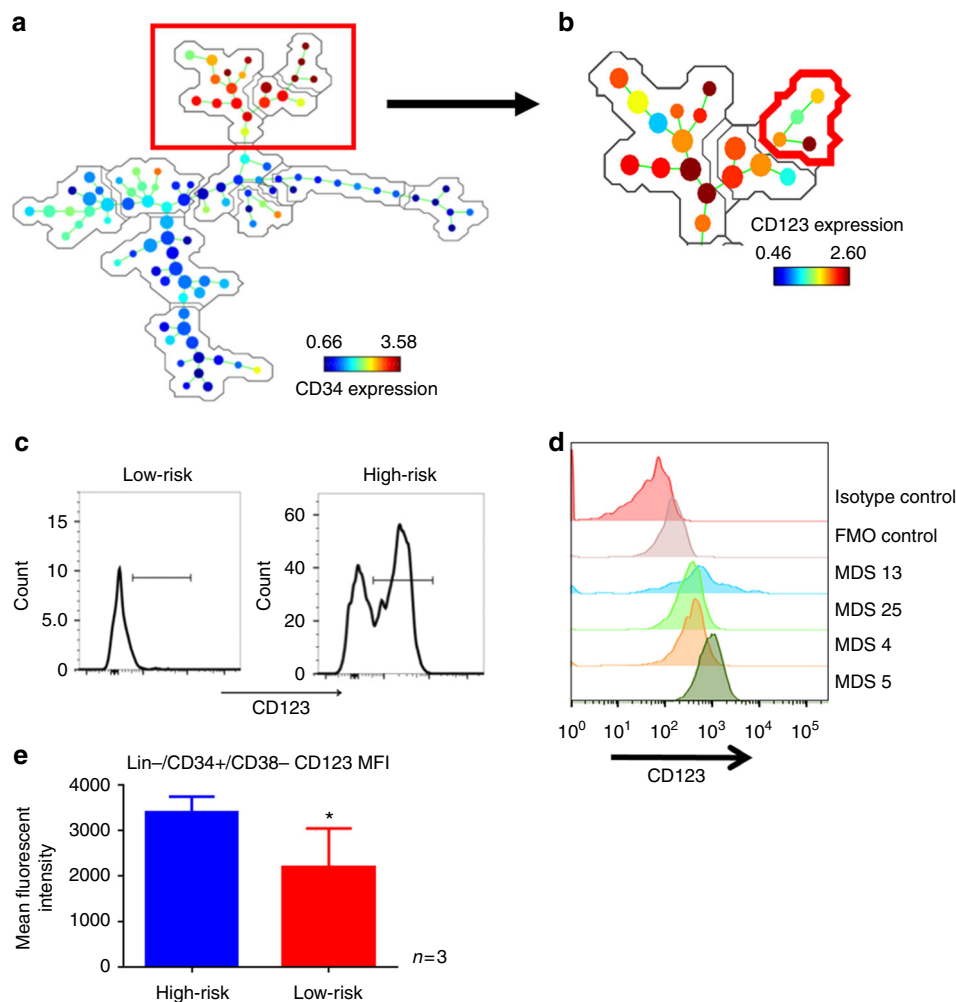 a
b
CD123 expression
0.46 2.60
0.66 3.58
CD34 expression
c
Low-risk
High-risk
Count
15
10
5.0
0
Count
60
40
20
0
CD123
d
Isotype control
FMO control
MDS 13
MDS 25
MDS 4
MDS 5
10⁰ 10¹ 10² 10³ 10⁴ 10⁵
CD123
e
Lin–/CD34+/CD38– CD123 MFI
Mean fluorescent
intensity
4000
3000
2000
1000
0
*
n=3
High-risk Low-risk